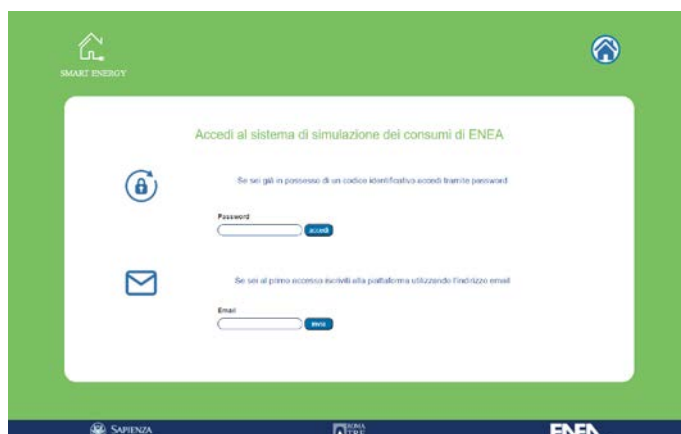 SMART ENERGY
Accedi al sistema di simulazione dei consumi di ENEA
Se sei già in possesso di un codice identificativo accedi tramite password
Password
accedi
Se sei al primo accesso iscriviti alla piattaforma utilizzando l'indirizzo email
Email
invia
SAPIENZA
ROMA
TRE
ENEA